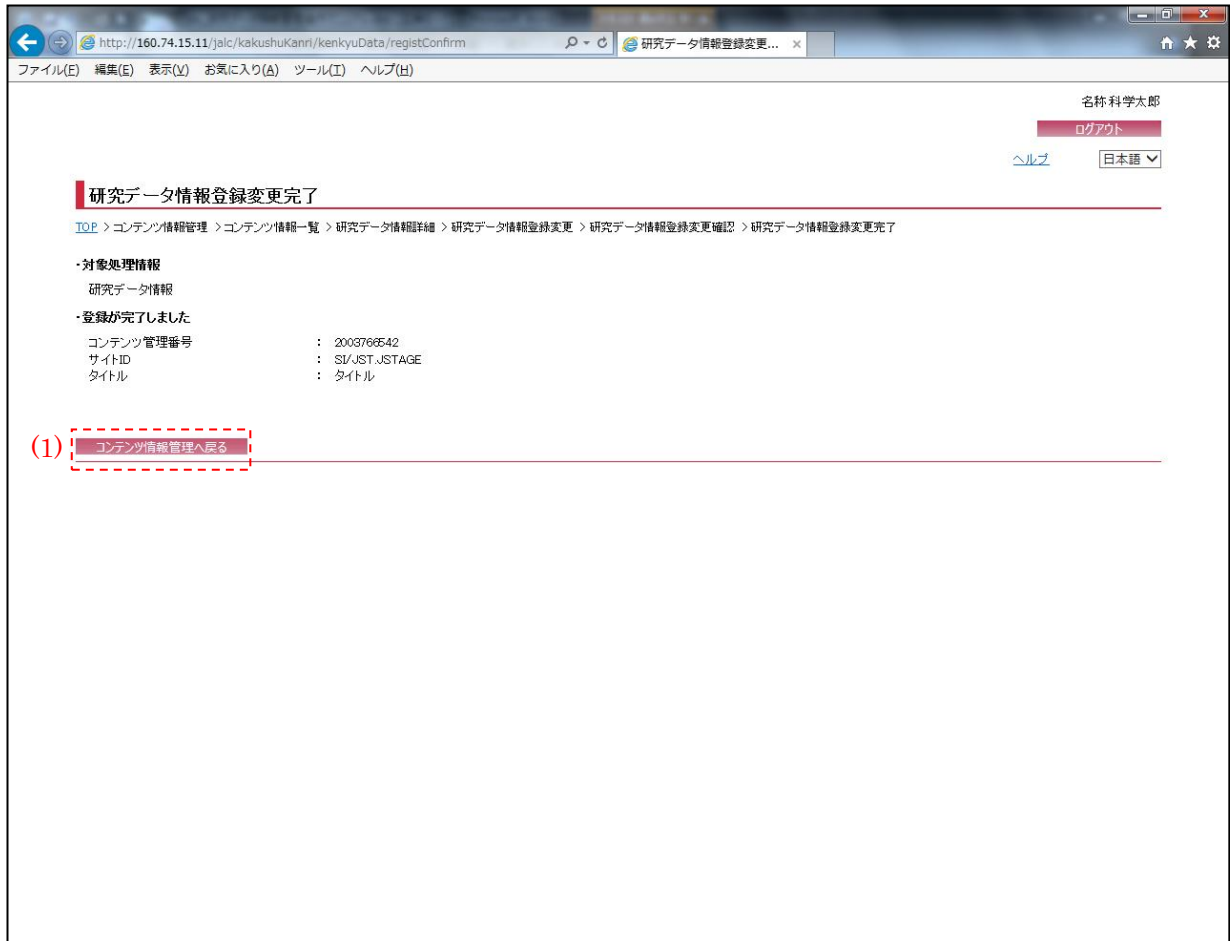 http://160.74.15.11/jalc/kakushuKanri/kenkyuData/registConfirm 研究データ情報登録変更...
ファイル(F) 編集(E) 表示(V) お気に入り(A) ツール(T) ヘルプ(H)
名称 科学太郎
ログアウト
ヘルプ 日本語
研究データ情報登録変更完了
TOP >コンテンツ情報管理 >コンテンツ情報一覧 >研究データ情報詳細 >研究データ情報登録変更 >研究データ情報登録変更確認 >研究データ情報登録変更完了
・対象処理情報
研究データ情報
・登録が完了しました
コンテンツ管理番号 : 2003766542
サイトID : SI/JST.JSTAGE
タイトル : タイトル
(1) コンテンツ情報管理へ戻る